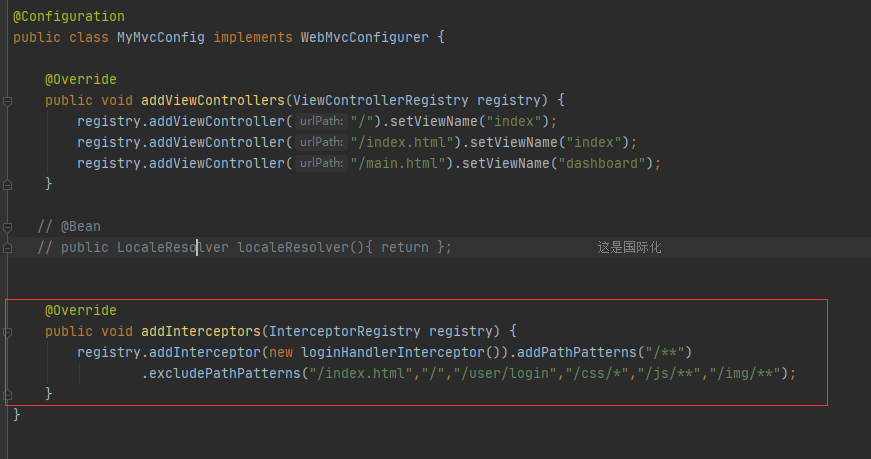 @Configuration
public class MyMvcConfig implements WebMvcConfigurer {
@Override
public void addViewControllers(ViewControllerRegistry registry) {
registry.addViewController( urlPath: "/").setViewName("index");
registry.addViewController( urlPath: "/index.html").setViewName("index");
registry.addViewController( urlPath: "/main.html").setViewName("dashboard");
}
// @Bean
// public LocaleResolver localeResolver(){ return }; 这是国际化
@Override
public void addInterceptors(InterceptorRegistry registry) {
registry.addInterceptor(new loginHandlerInterceptor()).addPathPatterns("/**")
.excludePathPatterns("/index.html","/","/user/login","/css/*","/js/**","/img/**");
}
}